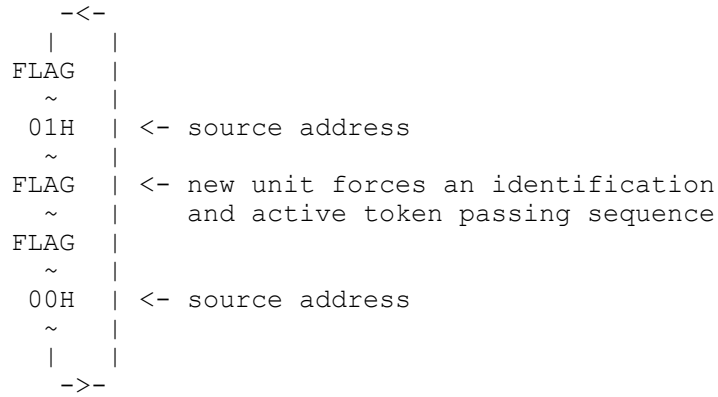 -<-
| |
FLAG |
~ |
01H | <- source address
~ |
FLAG | <- new unit forces an identification
~ | and active token passing sequence
FLAG |
~ |
00H | <- source address
~ |
| |
->-